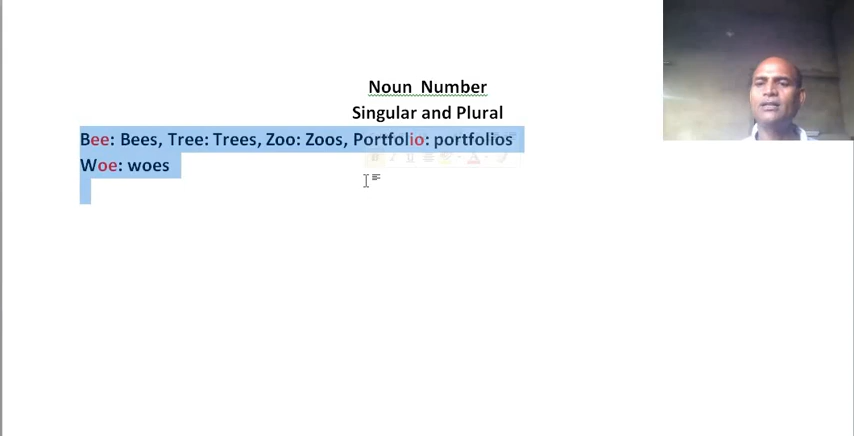 Noun Number
Singular and Plural
Bee: Bees, Tree: Trees, Zoo: Zoos, Portfolio: portfolios
Woe: woes